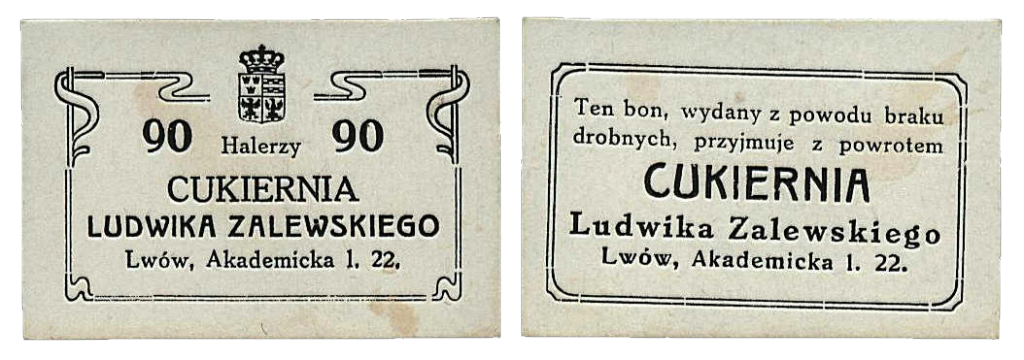 90 Halerzy 90
CUKIERNIA
LUDWIKA ZALEWSKIEGO
Lwów, Akademicka l. 22,
Ten bon, wydany z powodu braku
drobnych, przyjmuje z powrotem
CUKIERNIA
Ludwika Zalewskiego
Lwów, Akademicka l. 22.